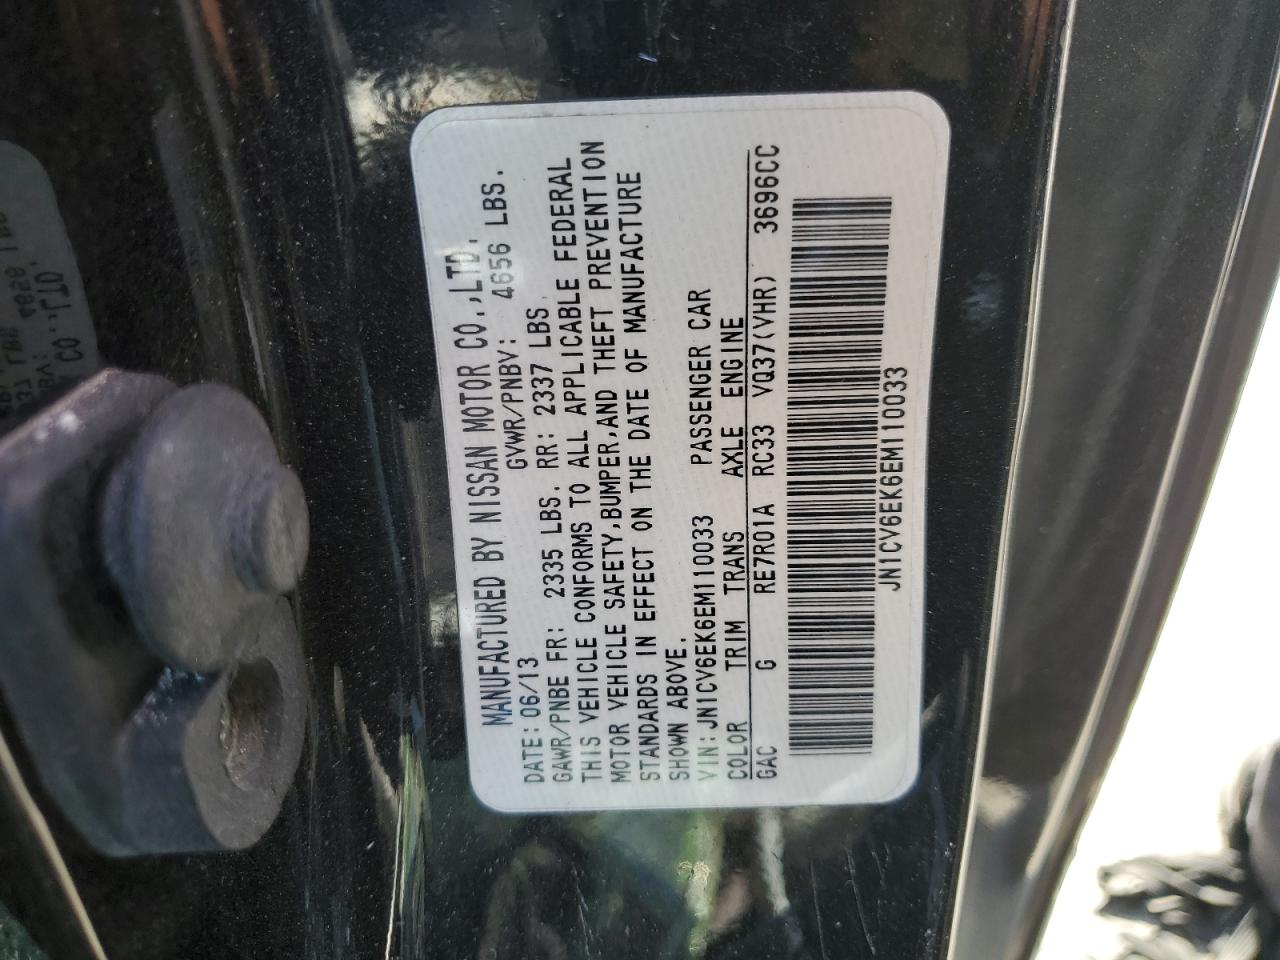 MANUFACTURED BY NISSAN MOTOR CO.,LTD.
DATE: 06/13 GVWR/PNBV: 4656 LBS.
GAWR/PNBE FR: 2335 LBS. RR: 2337 LBS
THIS VEHICLE CONFORMS TO ALL APPLICABLE FEDERAL
MOTOR VEHICLE SAFETY,BUMPER,AND THEFT PREVENTION
STANDARDS IN EFFECT ON THE DATE OF MANUFACTURE
SHOWN ABOVE.
VIN: JN1CV6EK6EM110033 PASSENGER CAR
COLOR TRIM TRANS AXLE ENGINE
GAC G RE7R01A RC33 VQ37(VHR) 3696CC
JN1CV6EK6EM110033